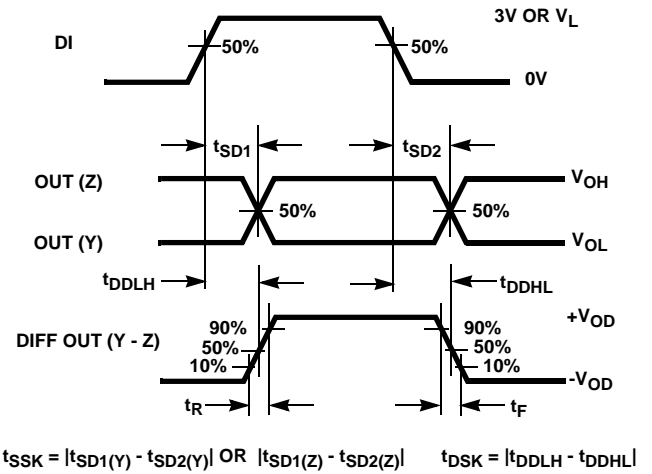 3V OR VL
DI
50%
50%
0V
tSD1
tSD2
OUT (Z)
VOH
50%
50%
OUT (Y)
VOL
tDDLH
tDDHL
+VOD
90%
90%
DIFF OUT (Y - Z)
50%
50%
10%
10%
-VOD
tR
tF
tSSK = |tSD1(Y) - tSD2(Y)| OR |tSD1(Z) - tSD2(Z)| tDSK = |tDDLH - tDDHL|